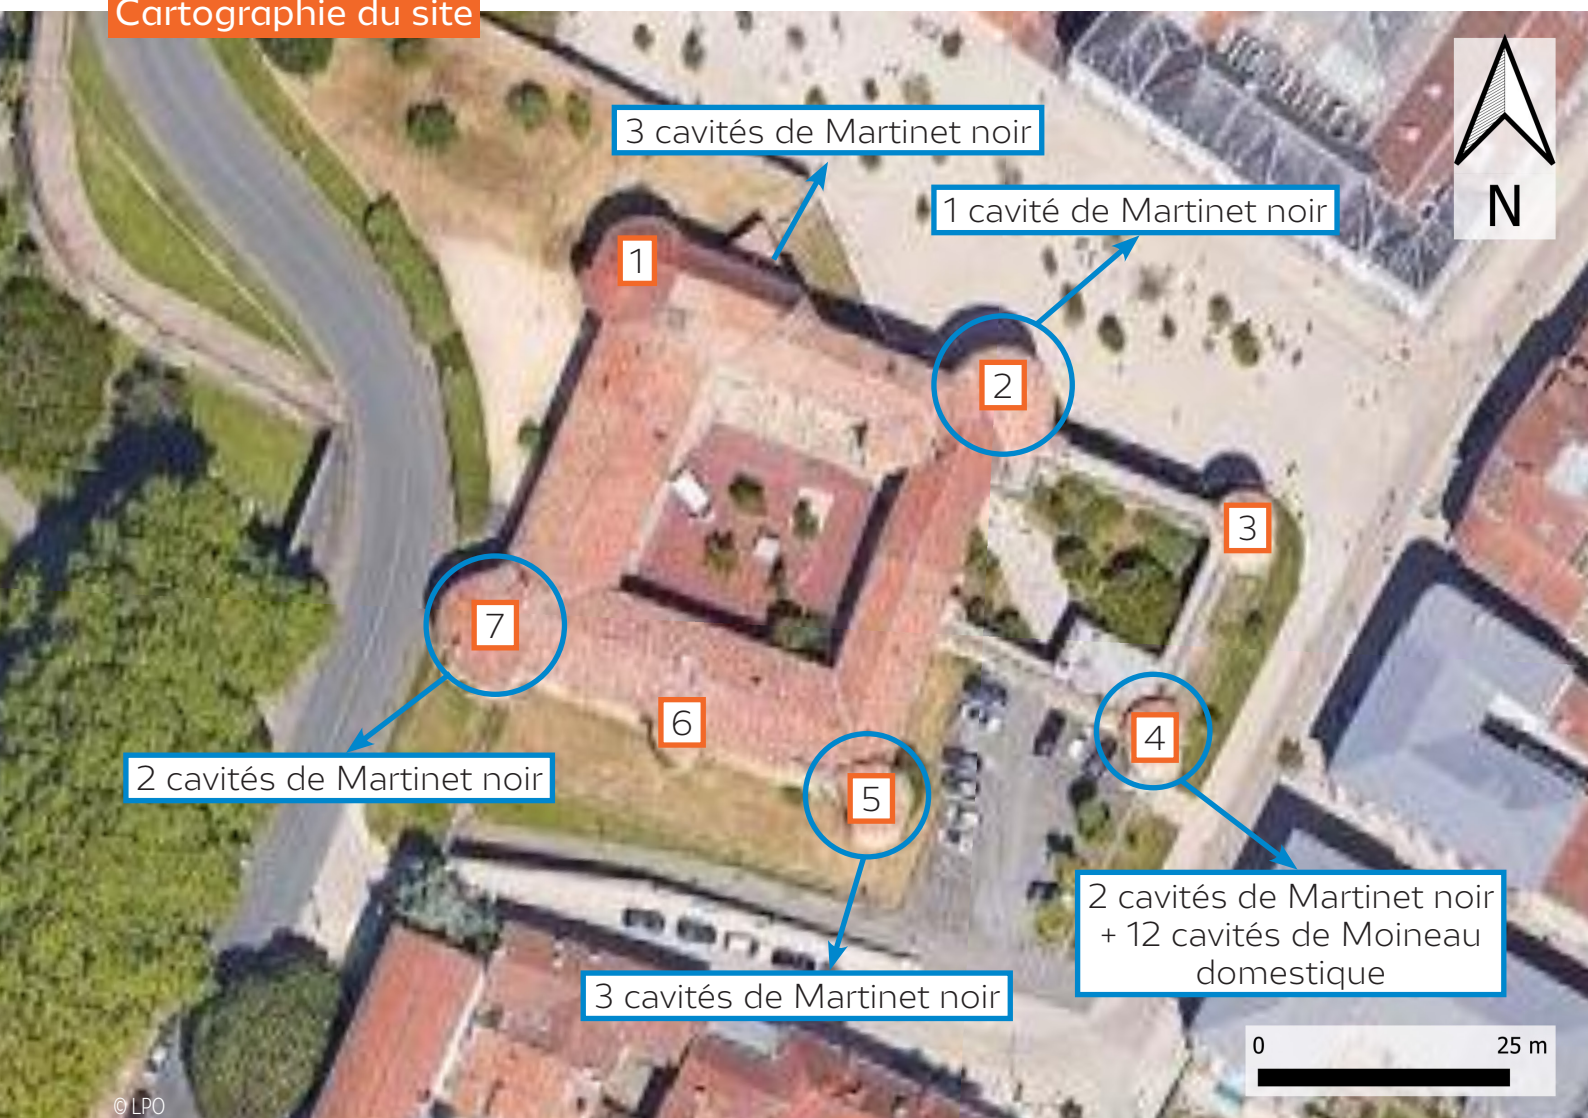 Cartographie du site
3 cavités de Martinet noir
1 cavité de Martinet noir
N
1
2
3
7
6
4
5
2 cavités de Martinet noir
2 cavités de Martinet noir
+ 12 cavités de Moineau
domestique
3 cavités de Martinet noir
0 25 m
© LPO